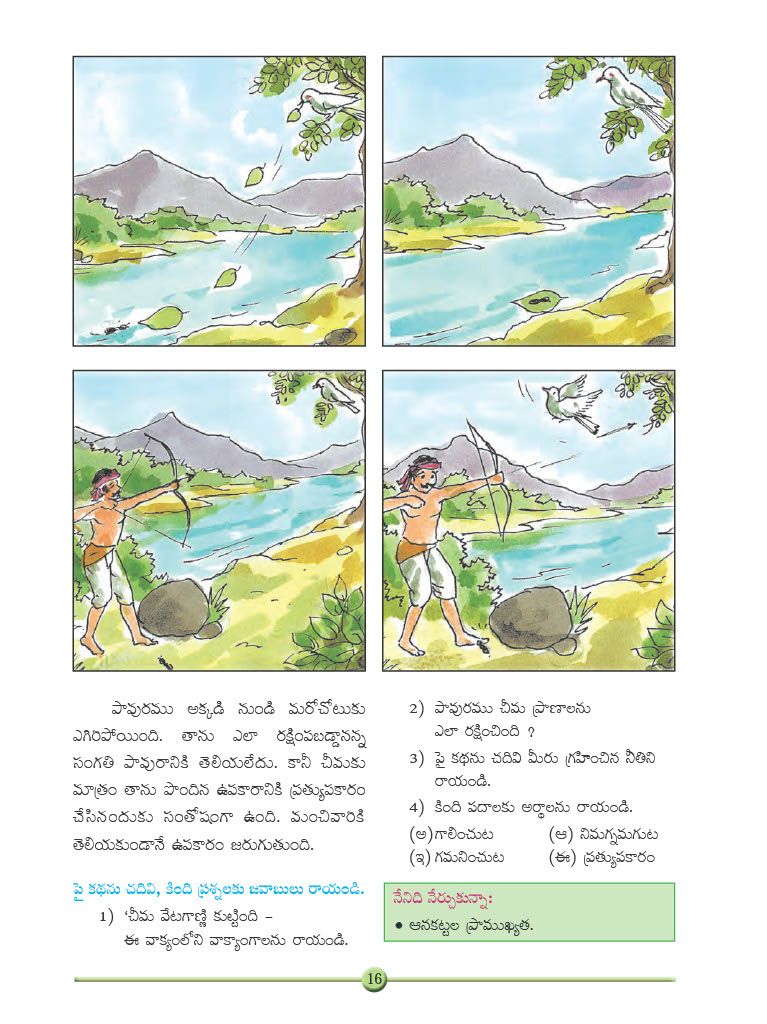 పావురము అక్కడి నుండి మరోచోటుకు
ఎగిరిపోయింది. తాను ఎలా రక్షింపబడ్డానన్న
సంగతి పావురానికి తెలియలేదు. కానీ చీమకు
మాత్రం తాను పొందిన ఉపకారానికి ప్రత్యుపకారం
చేసినందుకు సంతోషంగా ఉంది. మంచివారికి
తెలియకుండానే ఉపకారం జరుగుతుంది.
పై కథను చదివి, కింది ప్రశ్నలకు జవాబులు రాయండి.
1) ‘చీమ వేటగాణ్ణి కుట్టింది –
ఈ వాక్యంలోని వాక్యాంగాలను రాయండి.
2) పావురము చీమ ప్రాణాలను
ఎలా రక్షించింది ?
3) పై కథను చదివి మీరు గ్రహించిన నీతిని
రాయండి.
4) కింది పదాలకు అర్థాలను రాయండి.
(అ)గాలించుట (ఆ) నిమగ్నమగుట
(ఇ)గమనించుట (ఈ) ప్రత్యుపకారం
నేనిది నేర్చుకున్నా:
• ఆనకట్టల ప్రాముఖ్యత.
16